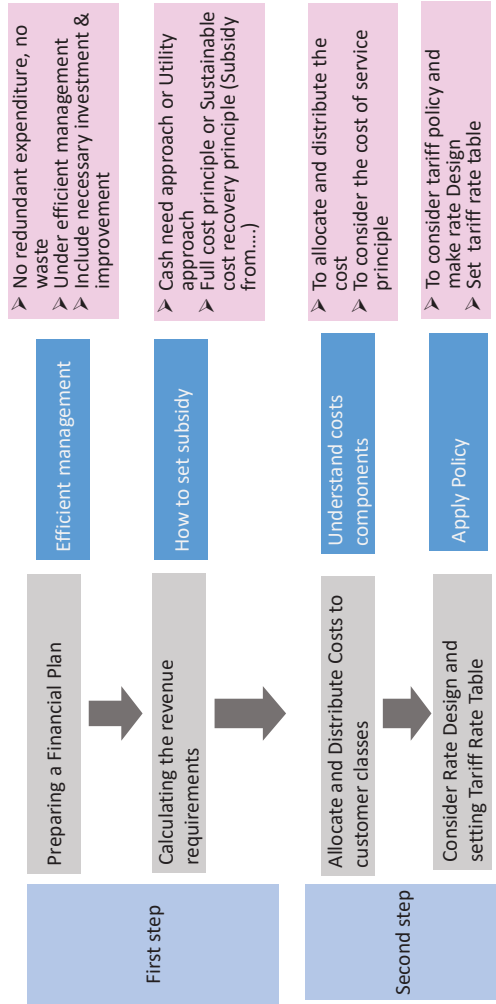 First step
Preparing a Financial Plan
Efficient management
➢ No redundant expenditure, no
waste
➢ Under efficient management
➢ Include necessary investment &
improvement
Calculating the revenue
requirements
How to set subsidy
➢ Cash need approach or Utility
approach
➢ Full cost principle or Sustainable
cost recovery principle (Subsidy
from....)
Second step
Allocate and Distribute Costs to
customer classes
Understand costs
components
➢ To allocate and distribute the
cost
➢ To consider the cost of service
principle
Consider Rate Design and
setting Tariff Rate Table
Apply Policy
➢ To consider tariff policy and
make rate Design
➢ Set tariff rate table